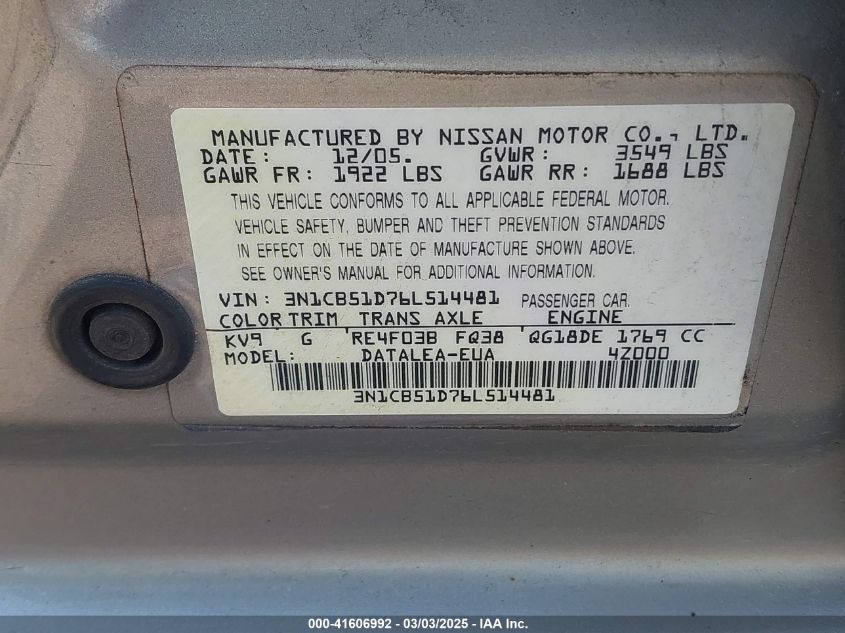 MANUFACTURED BY NISSAN MOTOR CO., LTD.
DATE: 12/05. GVWR: 3549 LBS
GAWR FR: 1922 LBS GAWR RR: 1688 LBS
THIS VEHICLE CONFORMS TO ALL APPLICABLE FEDERAL MOTOR
VEHICLE SAFETY, BUMPER AND THEFT PREVENTION STANDARDS
IN EFFECT ON THE DATE OF MANUFACTURE SHOWN ABOVE.
SEE OWNER'S MANUAL FOR ADDITIONAL INFORMATION.
VIN: 3N1CB51D76L514481 PASSENGER CAR
COLOR TRIM TRANS AXLE ENGINE
KV9 G RE4F03B FQ38 QG18DE 1769 CC
MODEL: DATALEA-EUA 4Z000
3N1CB51D76L514481
000-41606992 — 03/03/2025 — IAA Inc.